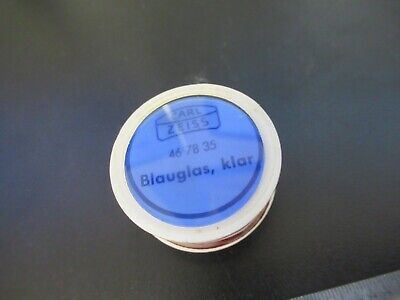 CARL
ZEISS
46 78 35
Blauglas, klar